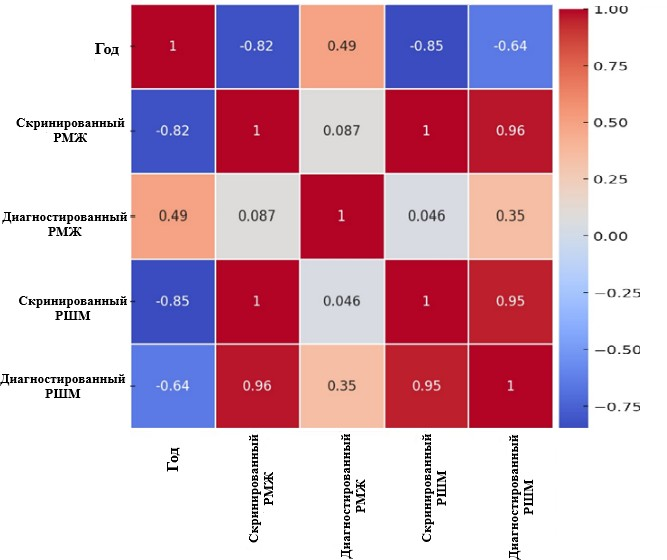 Год
1
-0.82
0.49
-0.85
-0.64
Скринированный
РМЖ
-0.82
1
0.087
1
0.96
Диагностированный
РМЖ
0.49
0.087
1
0.046
0.35
Скринированный
РШМ
-0.85
1
0.046
1
0.95
Диагностированный
РШМ
-0.64
0.96
0.35
0.95
1
Год
Скринированный
РМЖ
Диагностированный
РМЖ
Скринированный
РШМ
Диагностированный
РШМ
1.00
0.75
0.50
0.25
0.00
−0.25
−0.50
−0.75